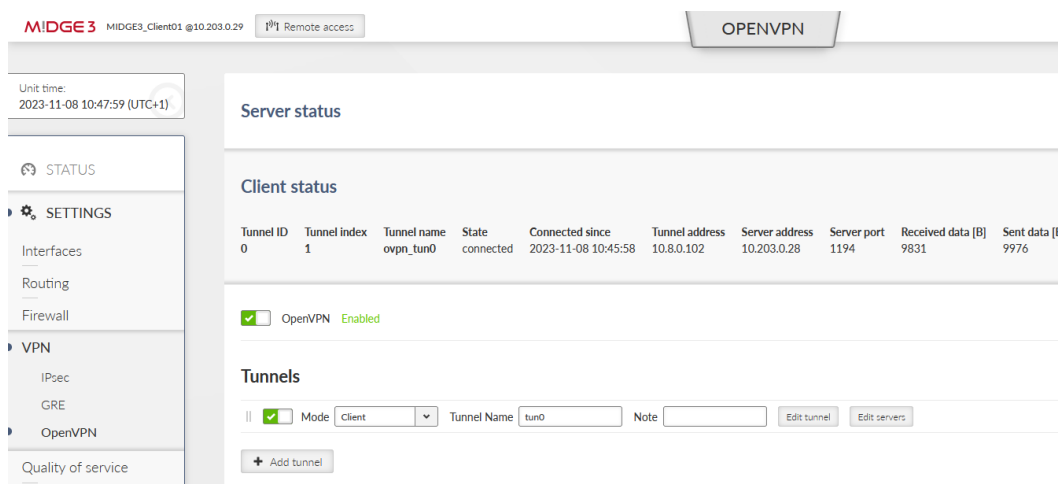 M!DGE3 MIDGE3_Client01 @10.203.0.29 Remote access
OPENVPN
Unit time:
2023-11-08 10:47:59 (UTC+1)
STATUS
SETTINGS
Interfaces
Routing
Firewall
VPN
IPsec
GRE
OpenVPN
Quality of service
Server status
Client status
Tunnel ID Tunnel index Tunnel name State Connected since Tunnel address Server address Server port Received data [B] Sent data [B
0 1 ovpn_tun0 connected 2023-11-08 10:45:58 10.8.0.102 10.203.0.28 1194 9831 9976
OpenVPN Enabled
Tunnels
Mode Client Tunnel Name tun0 Note Edit tunnel Edit servers
+ Add tunnel